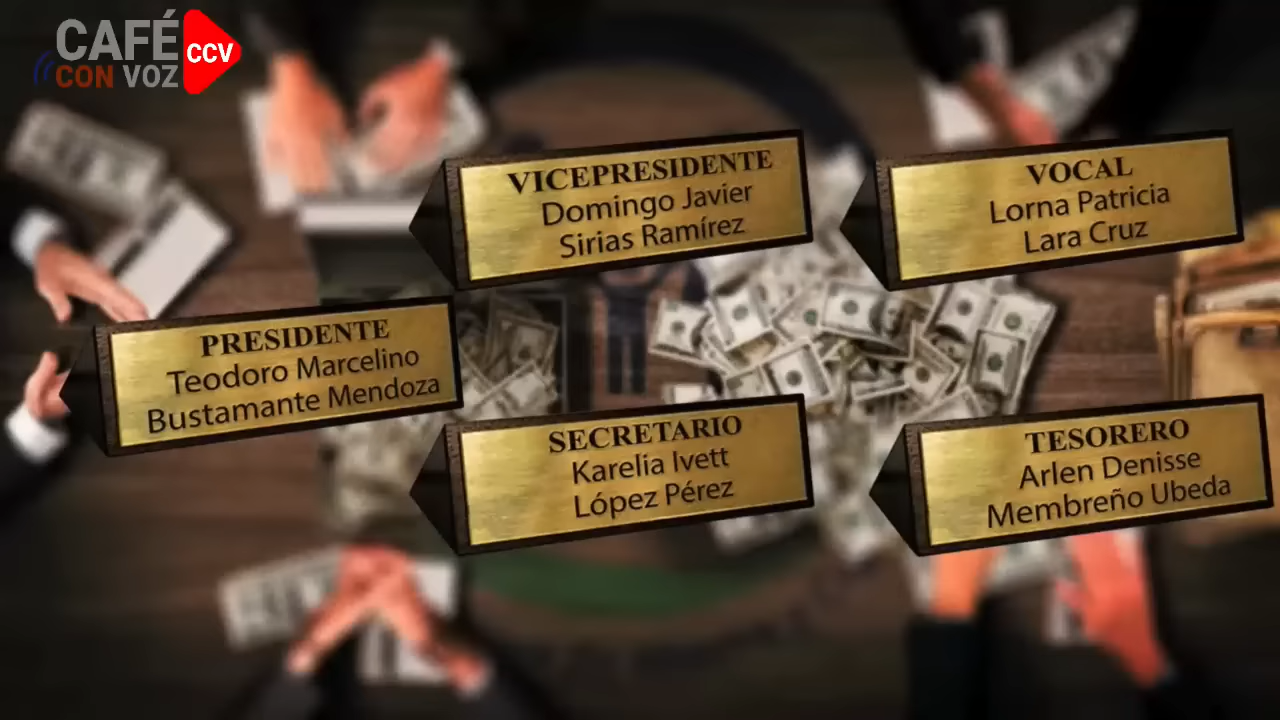 CAFÉ
CON VOZ
CCV
VICEPRESIDENTE
Domingo Javier
Sirias Ramírez
VOCAL
Lorna Patricia
Lara Cruz
PRESIDENTE
Teodoro Marcelino
Bustamante Mendoza
SECRETARIO
Karelia Ivett
López Pérez
TESORERO
Arlen Denisse
Membreño Ubeda